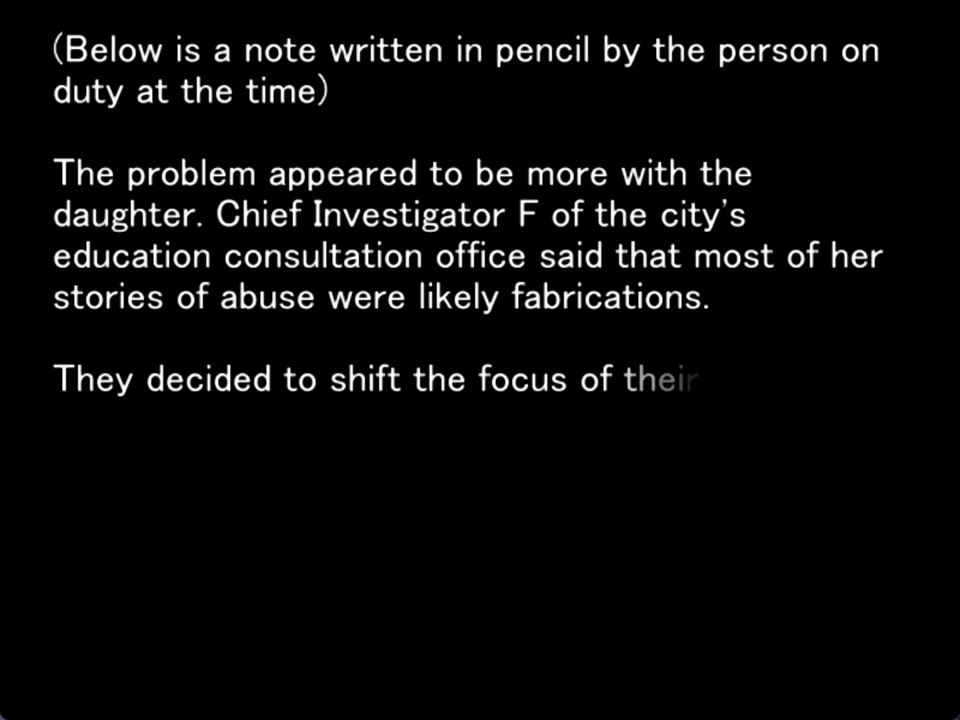 (Below is a note written in pencil by the person on
duty at the time)
The problem appeared to be more with the
daughter. Chief Investigator F of the city's
education consultation office said that most of her
stories of abuse were likely fabrications.
They decided to shift the focus of their